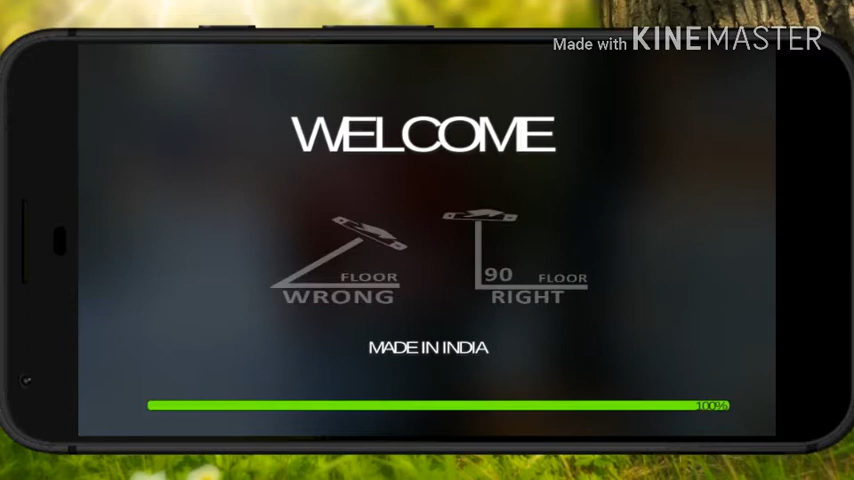 Made with KINEMASTER
WELCOME
FLOOR
WRONG
90 FLOOR
RIGHT
MADE IN INDIA
100%